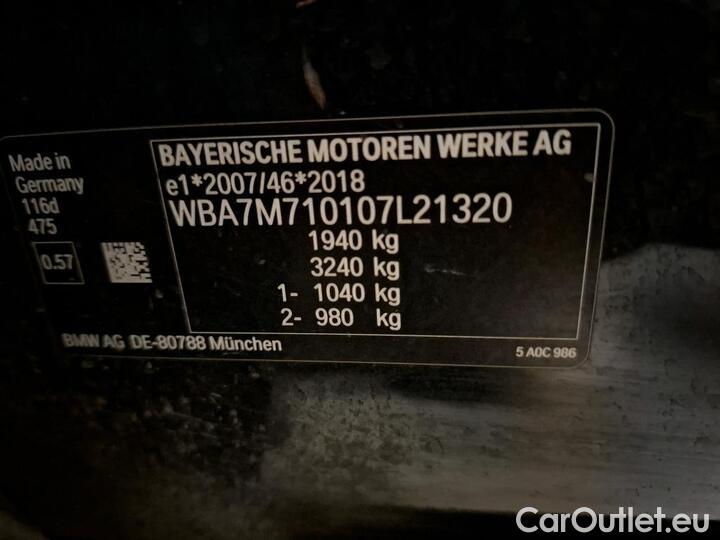 Made in
Germany
116d
475
0.57
BAYERISCHE MOTOREN WERKE AG
e1*2007/46*2018
WBA7M710107L21320
1940 kg
3240 kg
1- 1040 kg
2- 980 kg
BMW AG DE-80788 München
5 A0C 986
CarOutlet.eu